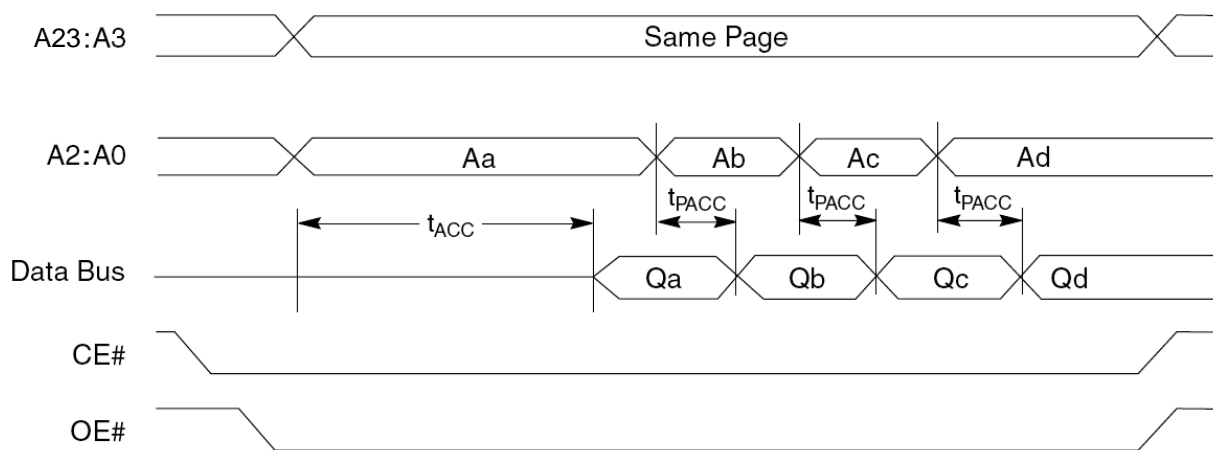 A23:A3 Same Page
A2:A0 Aa Ab Ac Ad
tACC tPACC tPACC tPACC
Data Bus Qa Qb Qc Qd
CE#
OE#